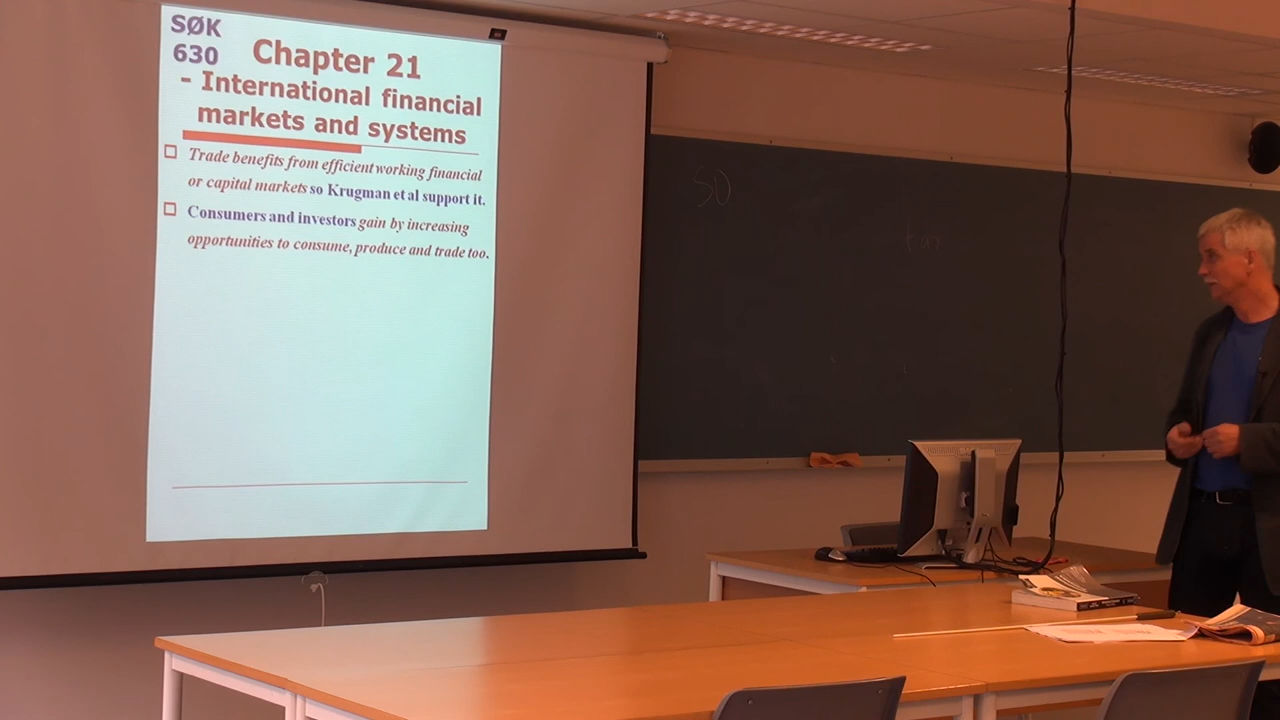 SØK
630
Chapter 21
- International financial
markets and systems
Trade benefits from efficient working financial
or capital markets so Krugman et al support it.
Consumers and investors gain by increasing
opportunities to consume, produce and trade too.
SO